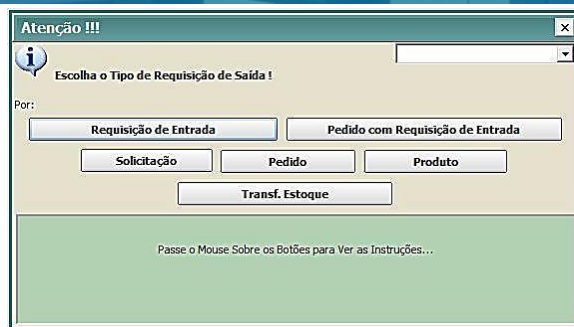 Atenção !!!
Escolha o Tipo de Requisição de Saída !
Por:
Requisição de Entrada
Pedido com Requisição de Entrada
Solicitação
Pedido
Produto
Transf. Estoque
Passe o Mouse Sobre os Botões para Ver as Instruções...